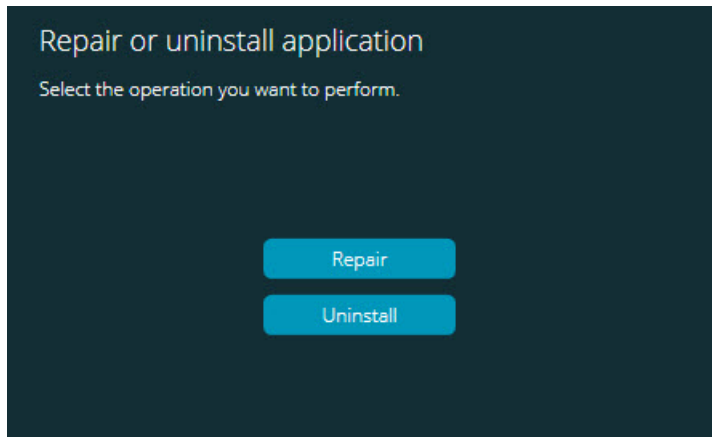 Repair or uninstall application
Select the operation you want to perform.
Repair
Uninstall